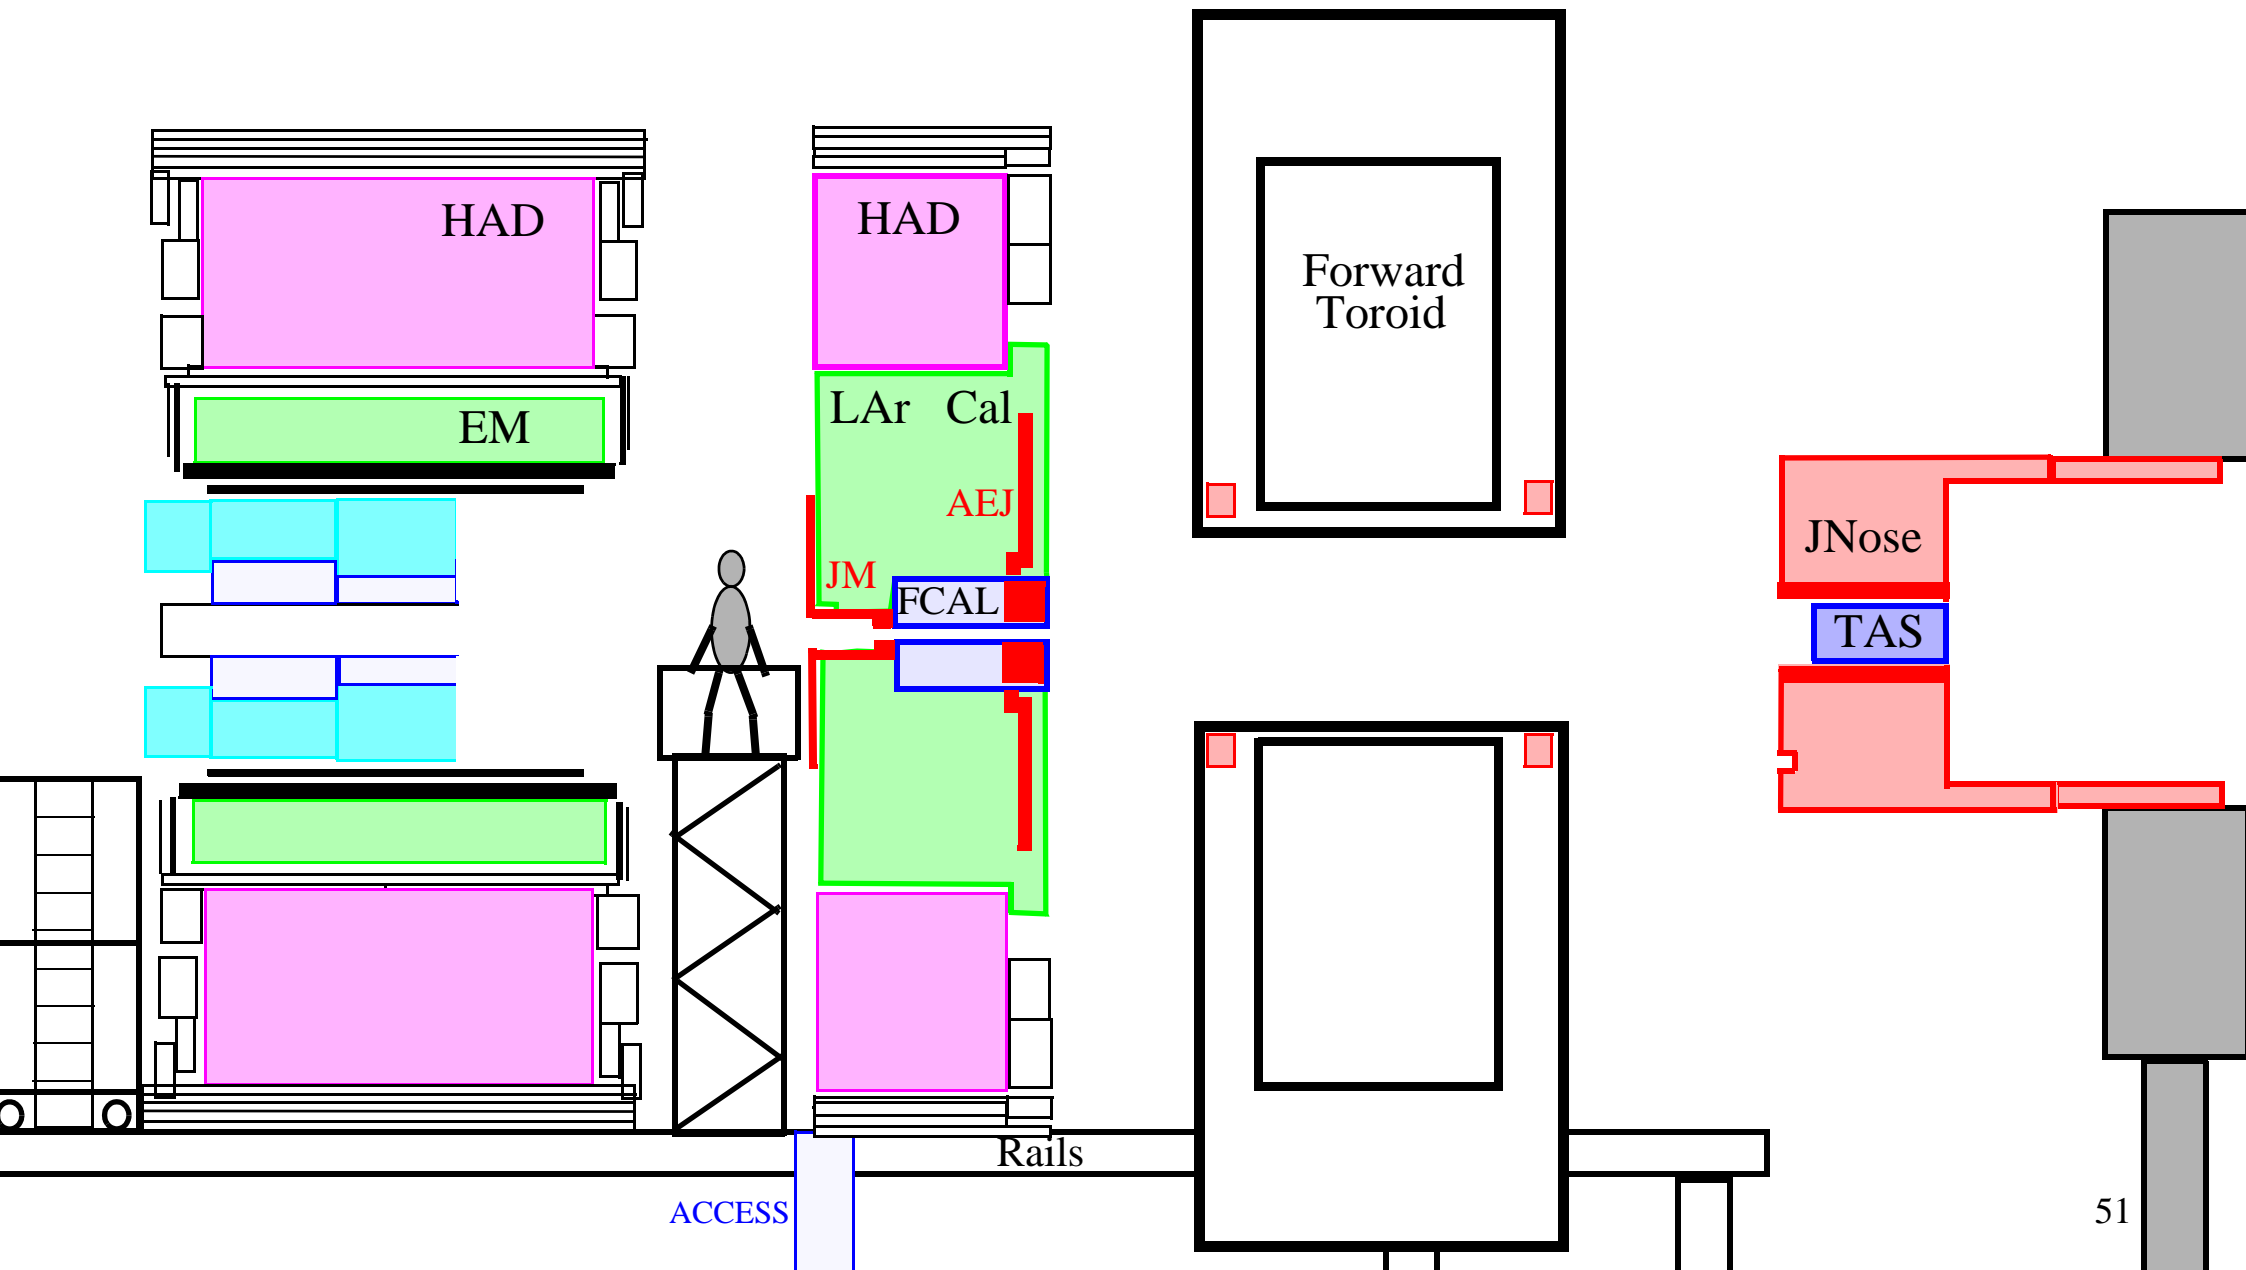 HAD
HAD
Forward
Toroid
LAr Cal
EM
AEJ
JNose
JM
FCAL
TAS
Rails
ACCESS
51